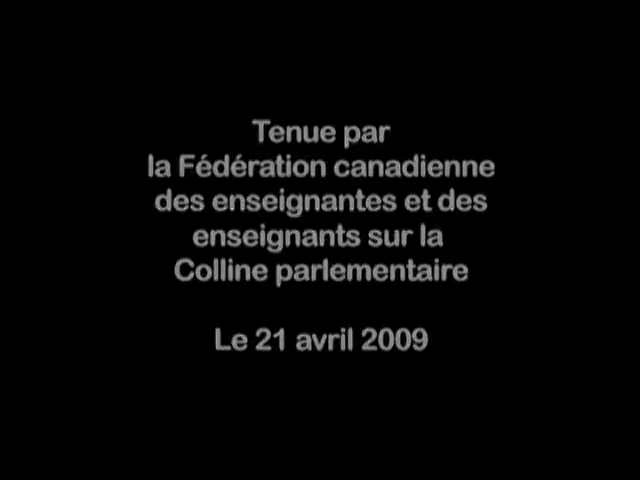 Tenue par
la Fédération canadienne
des enseignantes et des
enseignants sur la
Colline parlementaire
Le 21 avril 2009